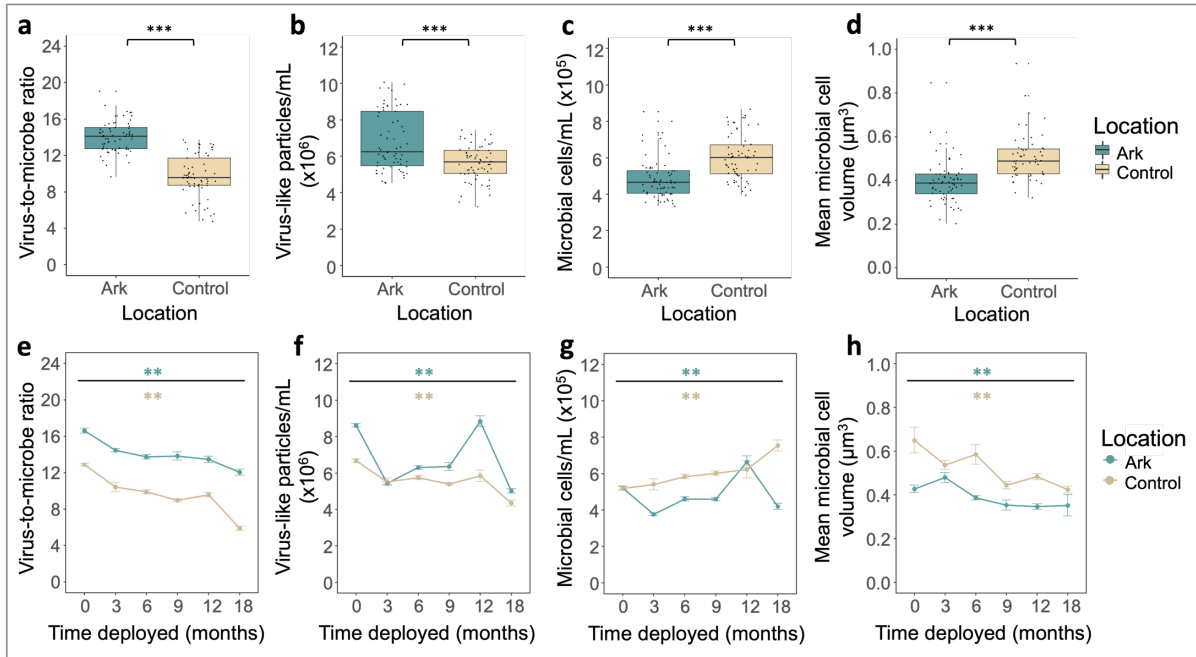 a
***
Virus-to-microbe ratio
24
20
16
12
8
4
0
Ark
Control
Location
b
***
Virus-like particles/mL
(x10⁶)
12
10
8
6
4
2
0
Ark
Control
Location
c
***
Microbial cells/mL (x10⁵)
12
10
8
6
4
2
0
Ark
Control
Location
d
***
Mean microbial cell
volume (µm³)
1.0
0.8
0.6
0.4
0.2
0.0
Ark
Control
Location
Location
Ark
Control
e
**
**
Virus-to-microbe ratio
24
20
16
12
8
4
0
0 3 6 9 12 18
Time deployed (months)
f
**
**
Virus-like particles/mL
(x10⁶)
12
10
8
6
4
2
0
0 3 6 9 12 18
Time deployed (months)
g
**
**
Microbial cells/mL (x10⁵)
12
10
8
6
4
2
0
0 3 6 9 12 18
Time deployed (months)
h
**
**
Mean microbial cell
volume (µm³)
1.0
0.8
0.6
0.4
0.2
0.0
0 3 6 9 12 18
Time deployed (months)
Location
Ark
Control